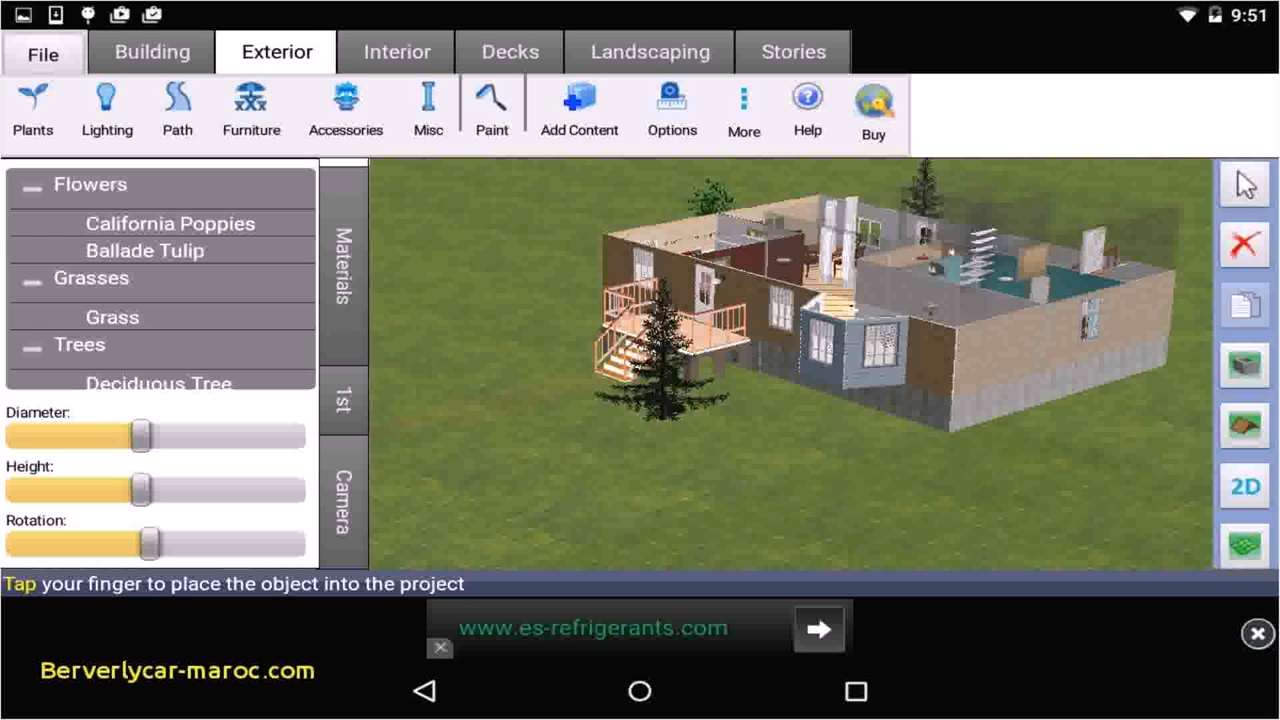 9:51
File Building Exterior Interior Decks Landscaping Stories
Plants Lighting Path Furniture Accessories Misc Paint Add Content Options More Help Buy
Flowers
California Poppies
Ballade Tulip
Grasses
Grass
Trees
Deciduous Tree
Diameter:
Height:
Rotation:
Materials
1st
Camera
2D
Tap your finger to place the object into the project
www.es-refrigerants.com
Berverlycar-maroc.com